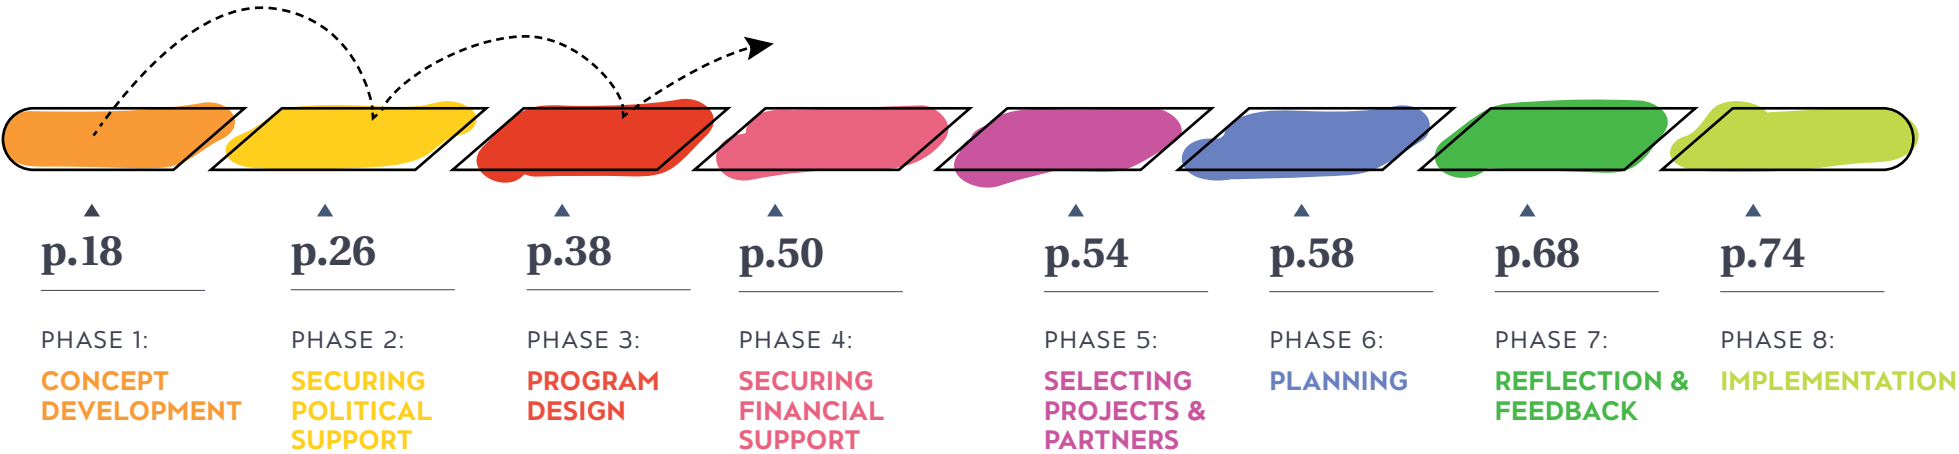 p.18
PHASE 1:
CONCEPT
DEVELOPMENT
p.26
PHASE 2:
SECURING
POLITICAL
SUPPORT
p.38
PHASE 3:
PROGRAM
DESIGN
p.50
PHASE 4:
SECURING
FINANCIAL
SUPPORT
p.54
PHASE 5:
SELECTING
PROJECTS &
PARTNERS
p.58
PHASE 6:
PLANNING
p.68
PHASE 7:
REFLECTION &
FEEDBACK
p.74
PHASE 8:
IMPLEMENTATION